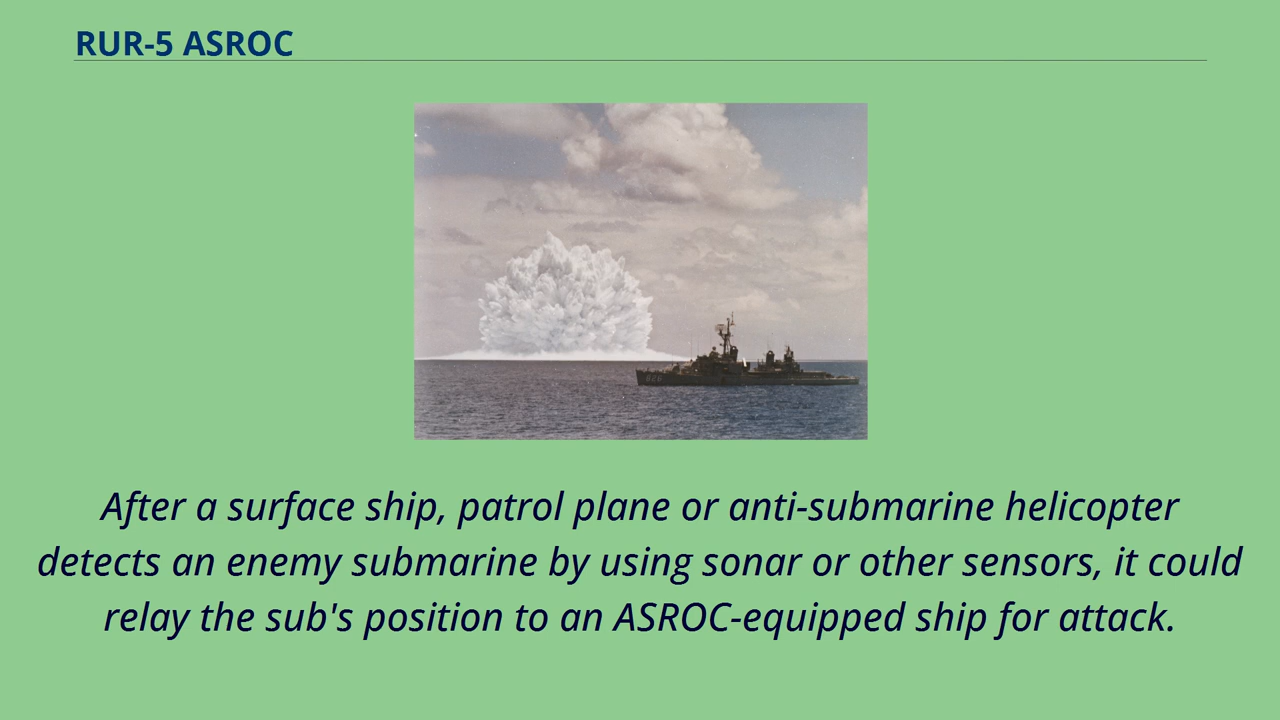 RUR-5 ASROC
After a surface ship, patrol plane or anti-submarine helicopter
detects an enemy submarine by using sonar or other sensors, it could
relay the sub's position to an ASROC-equipped ship for attack.